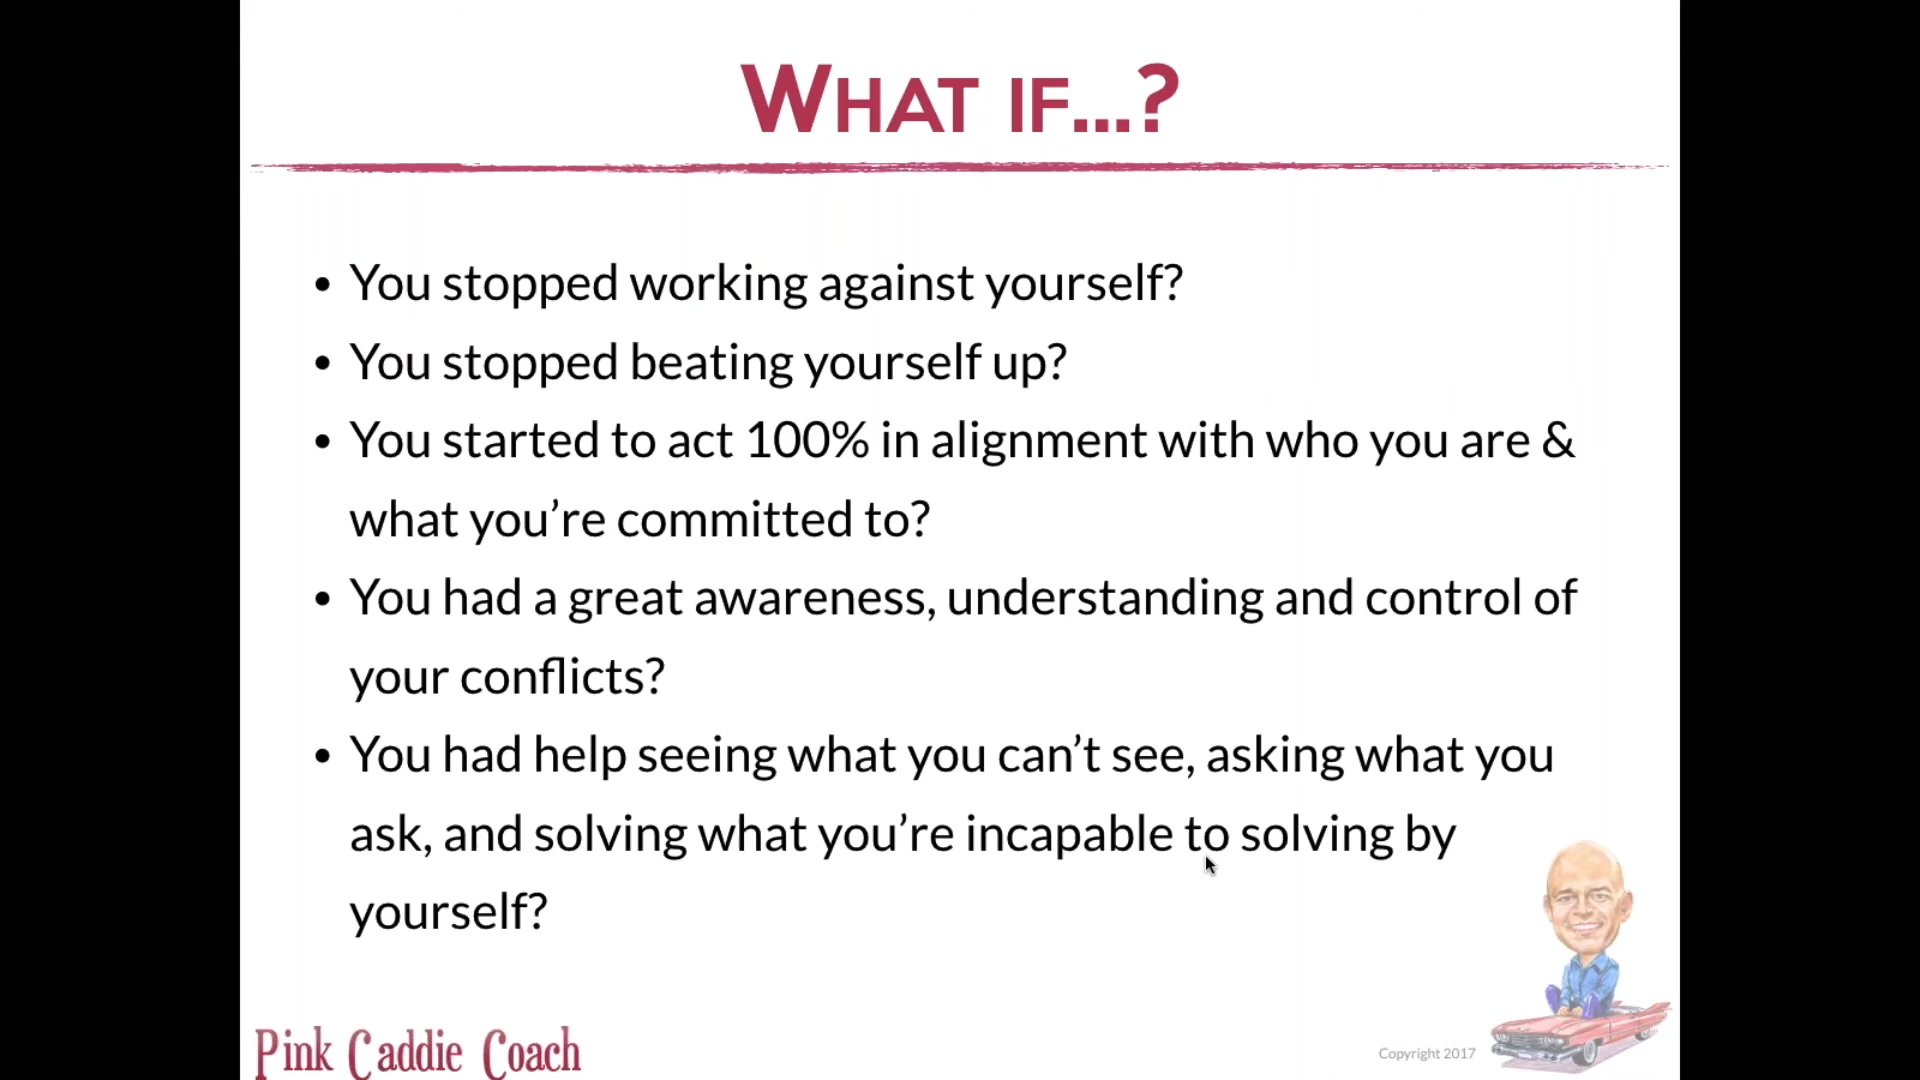 WHAT IF...?
• You stopped working against yourself?
• You stopped beating yourself up?
• You started to act 100% in alignment with who you are &
what you’re committed to?
• You had a great awareness, understanding and control of
your conflicts?
• You had help seeing what you can’t see, asking what you
ask, and solving what you’re incapable to solving by
yourself?
Pink Caddie Coach
Copyright 2017